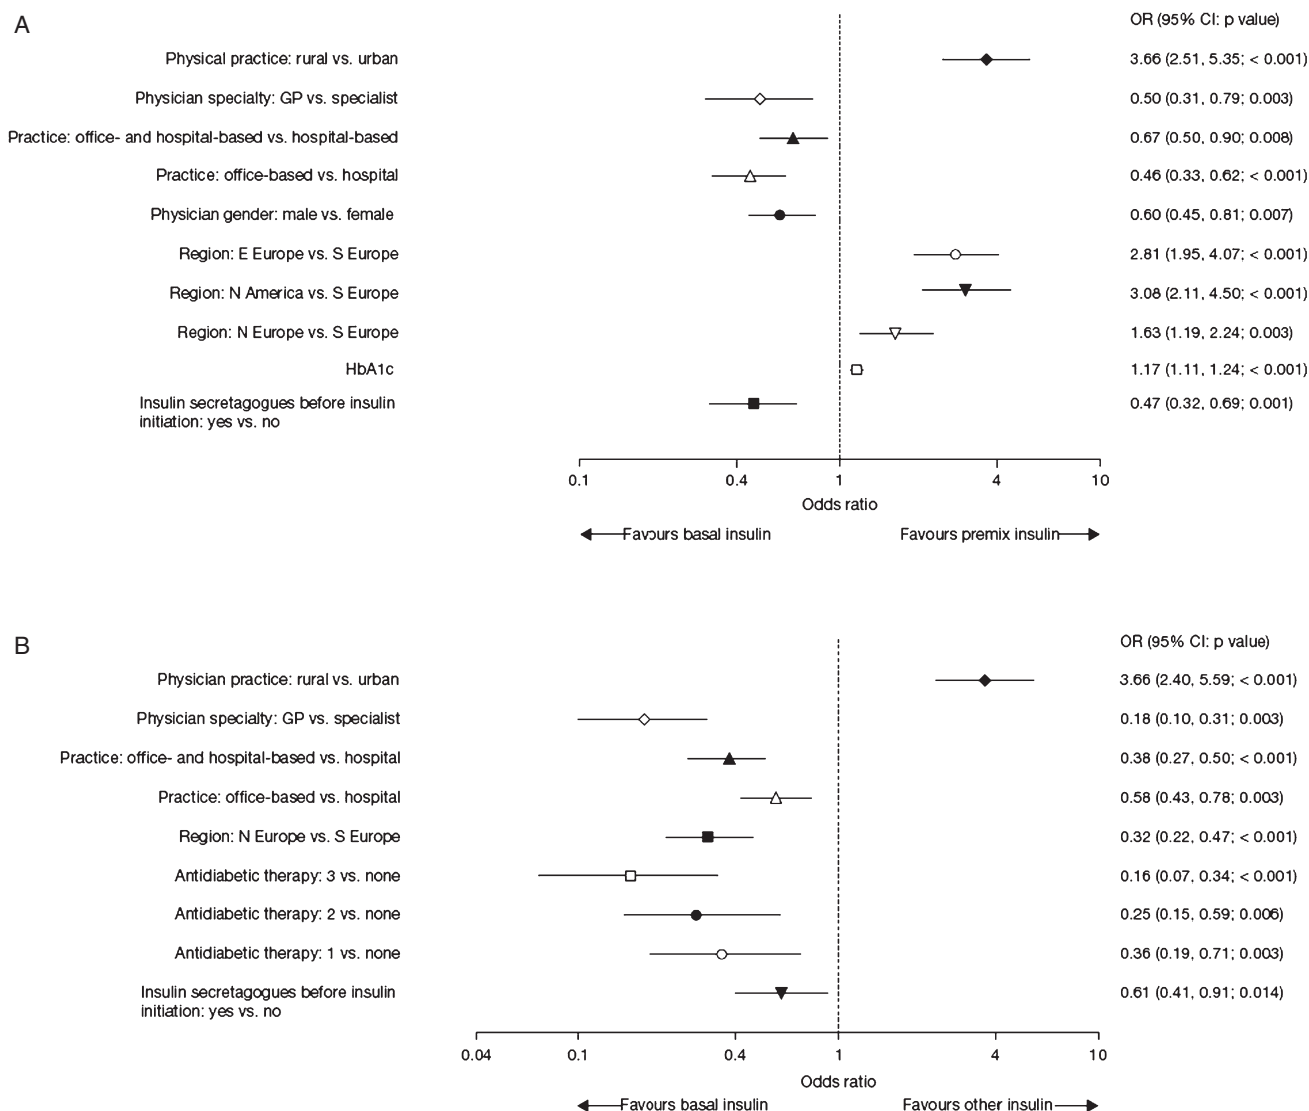 A
OR (95% CI: p value)
Physical practice: rural vs. urban 3.66 (2.51, 5.35; < 0.001)
Physician specialty: GP vs. specialist 0.50 (0.31, 0.79; 0.003)
Practice: office- and hospital-based vs. hospital-based 0.67 (0.50, 0.90; 0.008)
Practice: office-based vs. hospital 0.46 (0.33, 0.62; < 0.001)
Physician gender: male vs. female 0.60 (0.45, 0.81; 0.007)
Region: E Europe vs. S Europe 2.81 (1.95, 4.07; < 0.001)
Region: N America vs. S Europe 3.08 (2.11, 4.50; < 0.001)
Region: N Europe vs. S Europe 1.63 (1.19, 2.24; 0.003)
HbA1c 1.17 (1.11, 1.24; < 0.001)
Insulin secretagogues before insulin 0.47 (0.32, 0.69; 0.001)
initiation: yes vs. no
0.1 0.4 1 4 10
Odds ratio
Favours basal insulin Favours premix insulin
B
OR (95% CI: p value)
Physician practice: rural vs. urban 3.66 (2.40, 5.59; < 0.001)
Physician specialty: GP vs. specialist 0.18 (0.10, 0.31; 0.003)
Practice: office- and hospital-based vs. hospital 0.38 (0.27, 0.50; < 0.001)
Practice: office-based vs. hospital 0.58 (0.43, 0.78; 0.003)
Region: N Europe vs. S Europe 0.32 (0.22, 0.47; < 0.001)
Antidiabetic therapy: 3 vs. none 0.16 (0.07, 0.34; < 0.001)
Antidiabetic therapy: 2 vs. none 0.25 (0.15, 0.59; 0.006)
Antidiabetic therapy: 1 vs. none 0.36 (0.19, 0.71; 0.003)
Insulin secretagogues before insulin 0.61 (0.41, 0.91; 0.014)
initiation: yes vs. no
0.04 0.1 0.4 1 4 10
Odds ratio
Favours basal insulin Favours other insulin